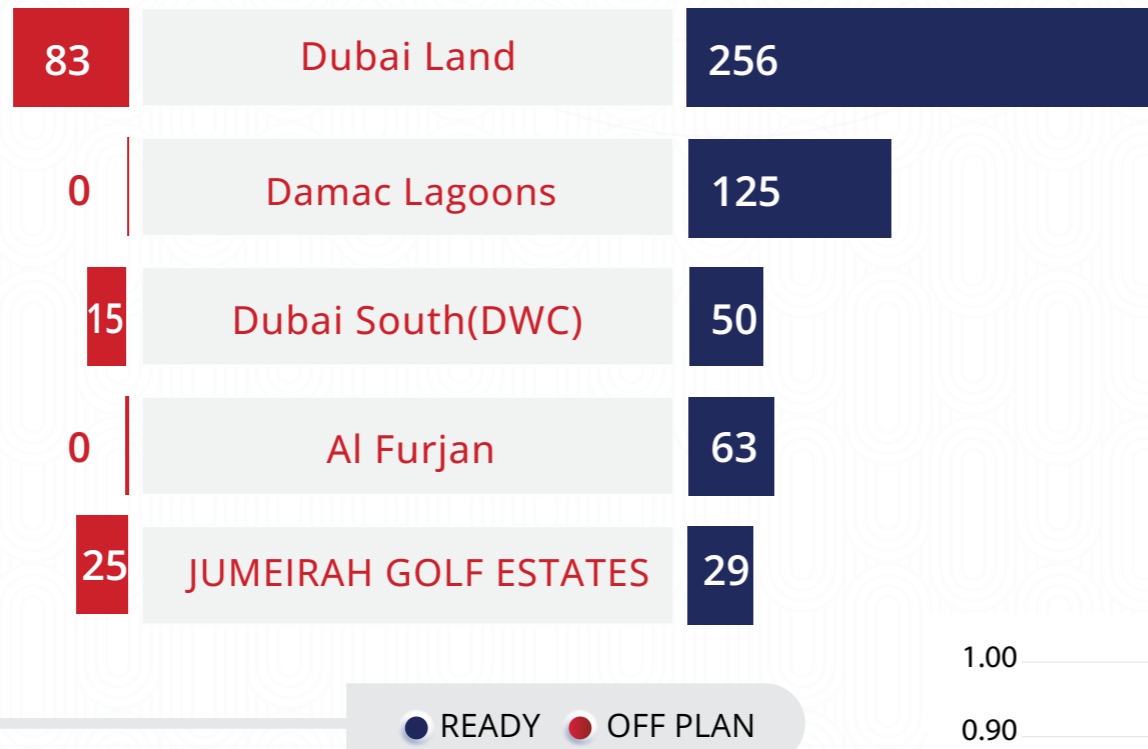 83 Dubai Land 256
0 Damac Lagoons 125
15 Dubai South(DWC) 50
0 Al Furjan 63
25 JUMEIRAH GOLF ESTATES 29
1.00
READY OFF PLAN
0.90